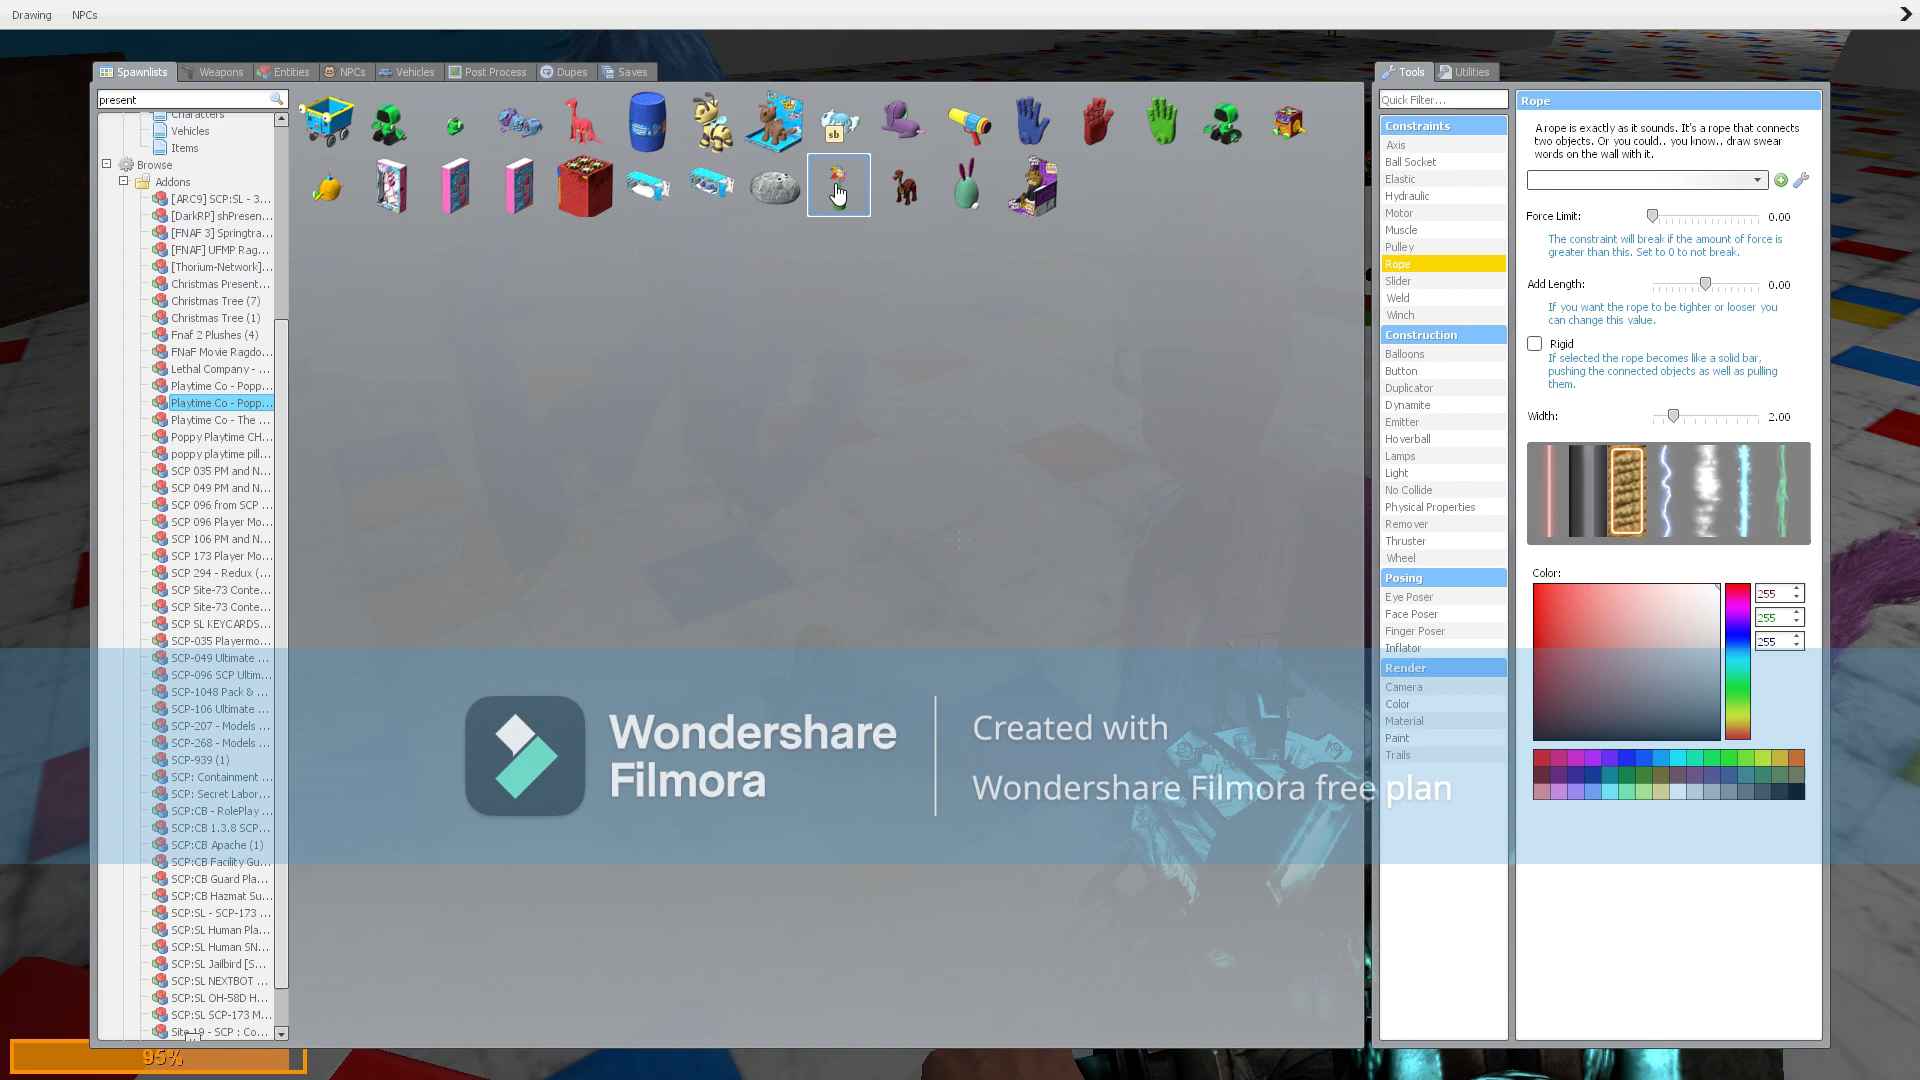 Drawing NPCs
Spawnlists Weapons Entities NPCs Vehicles Post Process Dupes Saves
present
Characters
Vehicles
Items
Browse
Addons
[ARC9] SCP:SL - 3...
[DarkRP] shPresen...
[FNAF 3] Springtra...
[FNAF] UFMP Rag...
[Thorium-Network]...
Christmas Present...
Christmas Tree (7)
Christmas Tree (1)
Fnaf 2 Plushes (4)
FNaF Movie Ragdo...
Lethal Company - ...
Playtime Co - Popp...
Playtime Co - Popp...
Playtime Co - The ...
Poppy Playtime CH...
poppy playtime pill...
SCP 035 PM and N...
SCP 049 PM and N...
SCP 096 from SCP ...
SCP 096 Player Mo...
SCP 106 PM and N...
SCP 173 Player Mo...
SCP 294 - Redux (...
SCP Site-73 Conte...
SCP Site-73 Conte...
SCP SL KEYCARDS...
SCP-035 Playermo...
SCP-049 Ultimate ...
SCP-096 SCP Ultim...
SCP-1048 Pack & ...
SCP-106 Ultimate ...
SCP-207 - Models ...
SCP-268 - Models ...
SCP-939 (1)
SCP: Containment ...
SCP: Secret Labor...
SCP:CB - RolePlay ...
SCP:CB 1.3.8 SCP...
SCP:CB Apache (1)
SCP:CB Facility Gu...
SCP:CB Guard Pla...
SCP:CB Hazmat Su...
SCP:SL - SCP-173 ...
SCP:SL Human Pla...
SCP:SL Human SN...
SCP:SL Jailbird [S...
SCP:SL NEXTBOT ...
SCP:SL OH-58D H...
SCP:SL SCP-173 M...
Site 19 - SCP : Co...
95%
sb
Wondershare
Filmora
Created with
Wondershare Filmora free plan
Tools Utilities
Quick Filter...
Constraints
Axis
Ball Socket
Elastic
Hydraulic
Motor
Muscle
Pulley
Rope
Slider
Weld
Winch
Construction
Balloons
Button
Duplicator
Dynamite
Emitter
Hoverball
Lamps
Light
No Collide
Physical Properties
Remover
Thruster
Wheel
Posing
Eye Poser
Face Poser
Finger Poser
Inflator
Render
Camera
Color
Material
Paint
Trails
Rope
A rope is exactly as it sounds. It's a rope that connects
two objects. Or you could.. you know.. draw swear
words on the wall with it.
Force Limit: 0.00
The constraint will break if the amount of force is
greater than this. Set to 0 to not break.
Add Length: 0.00
If you want the rope to be tighter or looser you
can change this value.
Rigid
If selected the rope becomes like a solid bar,
pushing the connected objects as well as pulling
them.
Width: 2.00
Color:
255
255
255